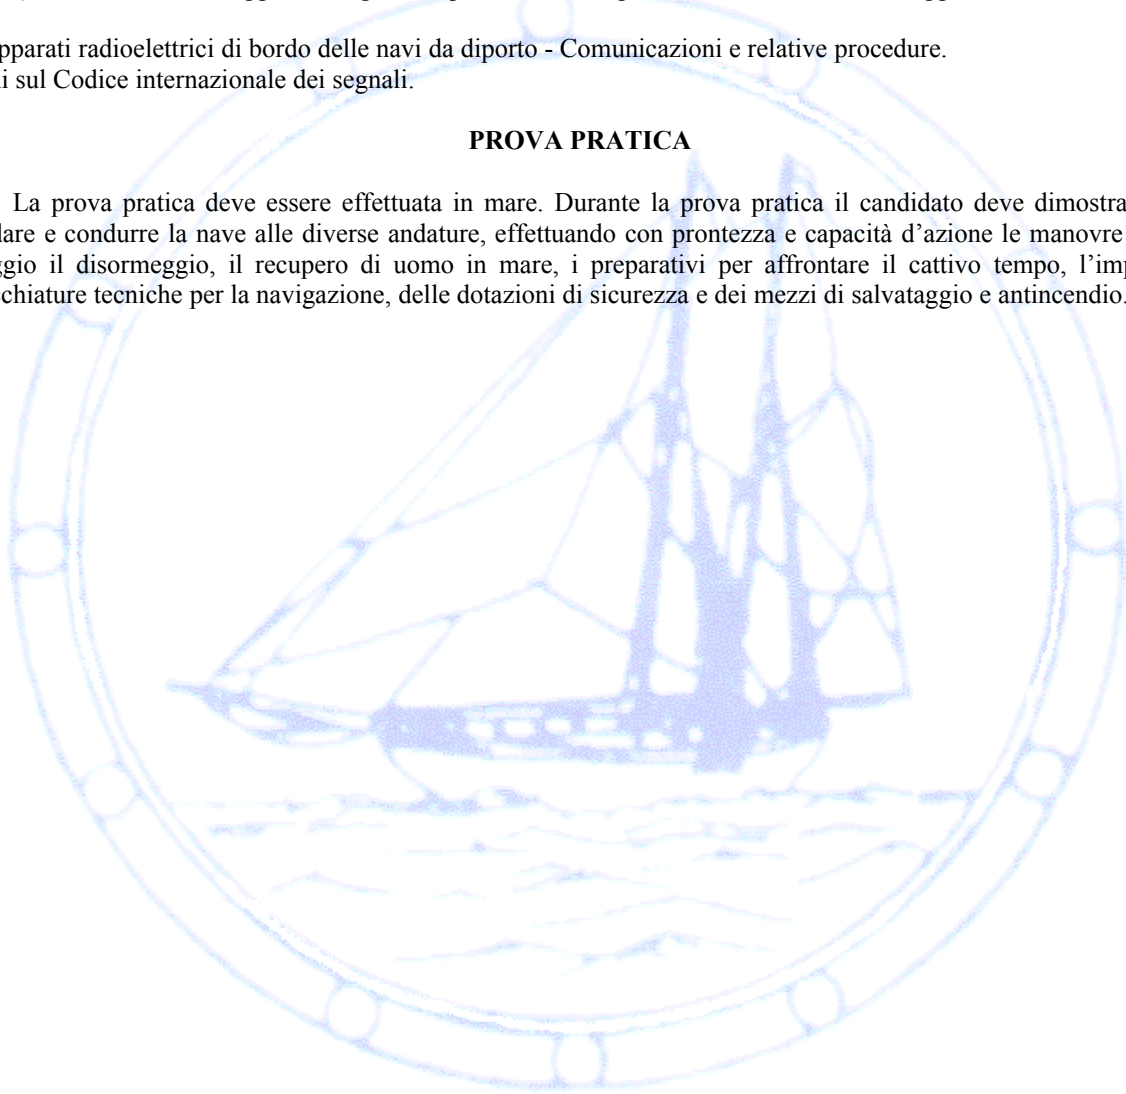 pparati radioelettrici di bordo delle navi da diporto - Comunicazioni e relative procedure.
i sul Codice internazionale dei segnali.
PROVA PRATICA
La prova pratica deve essere effettuata in mare. Durante la prova pratica il candidato deve dimostra
lare e condurre la nave alle diverse andature, effettuando con prontezza e capacità d’azione le manovre
ggio il disormeggio, il recupero di uomo in mare, i preparativi per affrontare il cattivo tempo, l’imp
cchiature tecniche per la navigazione, delle dotazioni di sicurezza e dei mezzi di salvataggio e antincendio.